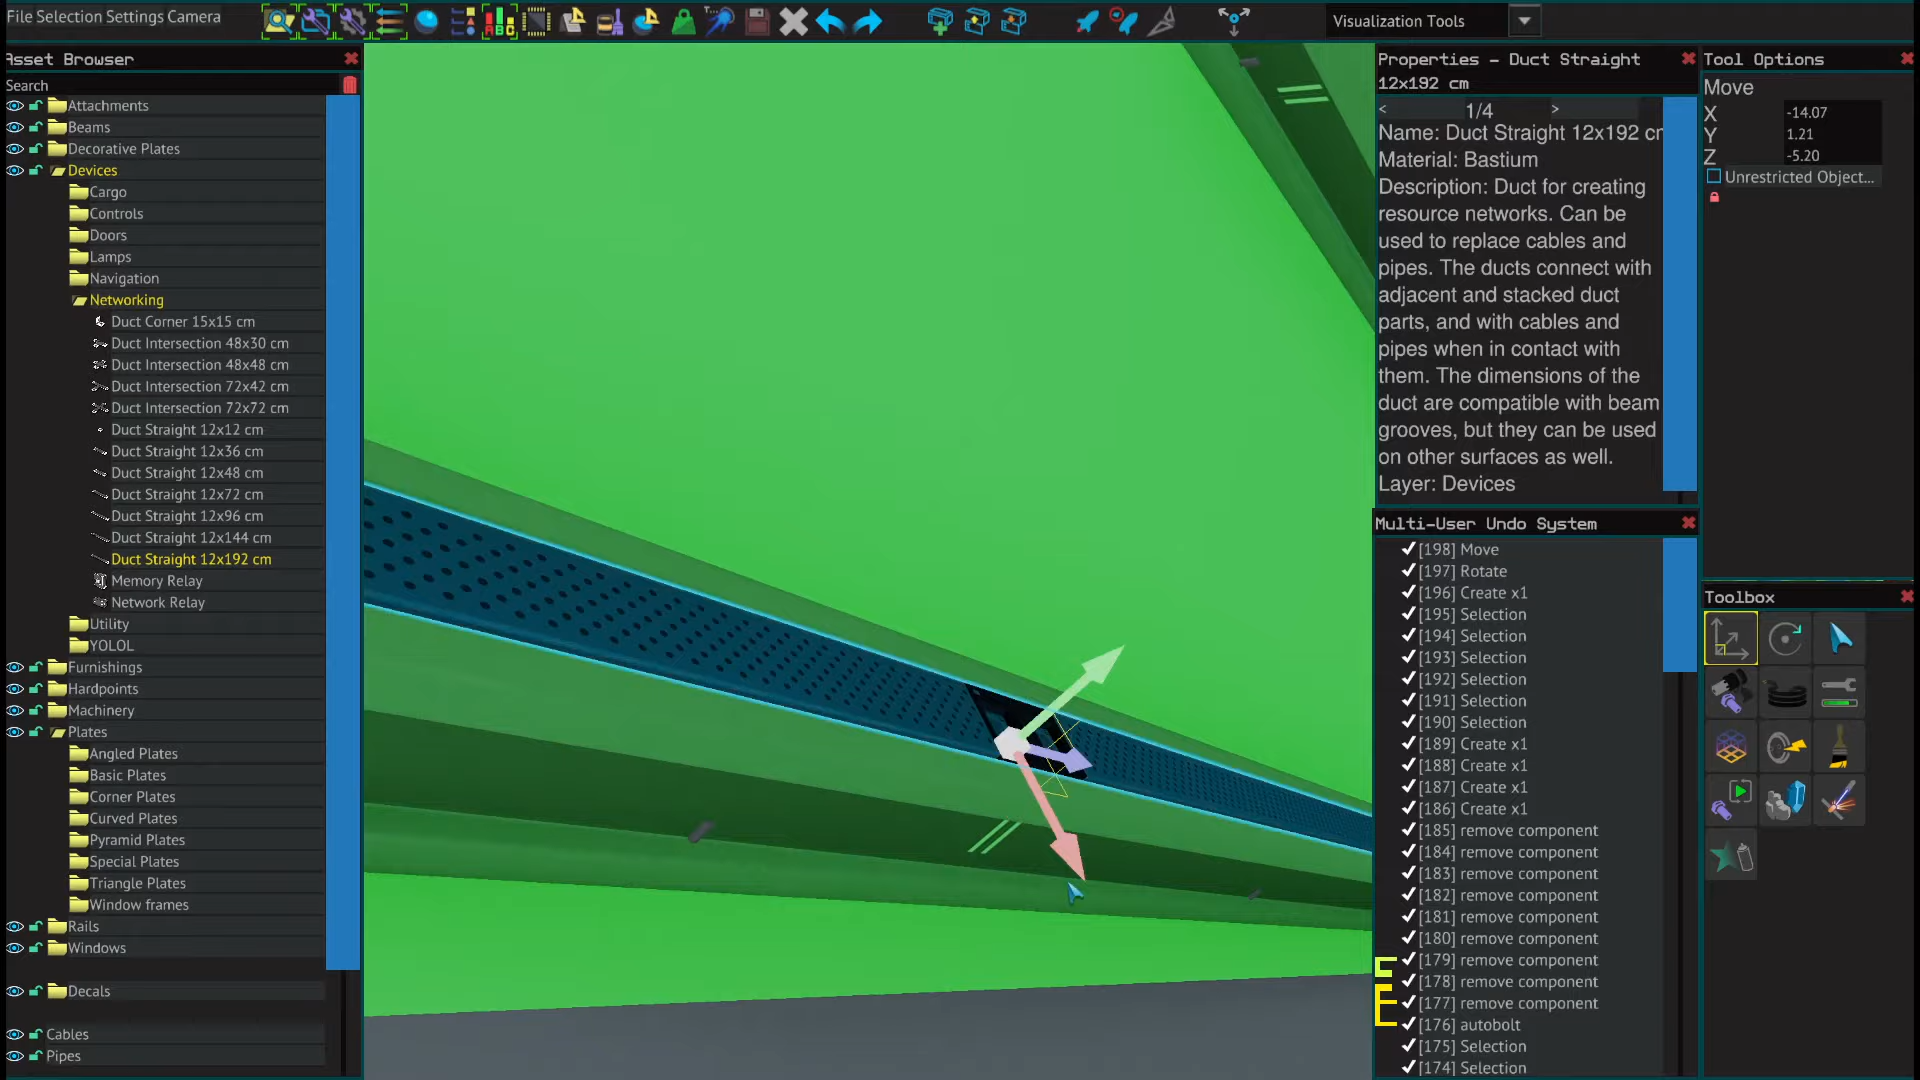 File Selection Settings Camera
ABC
Visualization Tools
Asset Browser
Search
Attachments
Beams
Decorative Plates
Devices
Cargo
Controls
Doors
Lamps
Navigation
Networking
Duct Corner 15x15 cm
Duct Intersection 48x30 cm
Duct Intersection 48x48 cm
Duct Intersection 72x42 cm
Duct Intersection 72x72 cm
Duct Straight 12x12 cm
Duct Straight 12x36 cm
Duct Straight 12x48 cm
Duct Straight 12x72 cm
Duct Straight 12x96 cm
Duct Straight 12x144 cm
Duct Straight 12x192 cm
Memory Relay
Network Relay
Utility
YOLOL
Furnishings
Hardpoints
Machinery
Plates
Angled Plates
Basic Plates
Corner Plates
Curved Plates
Pyramid Plates
Special Plates
Triangle Plates
Window frames
Rails
Windows
Decals
Cables
Pipes
Properties - Duct Straight
12x192 cm
< 1/4 >
Name: Duct Straight 12x192 cm
Material: Bastium
Description: Duct for creating
resource networks. Can be
used to replace cables and
pipes. The ducts connect with
adjacent and stacked duct
parts, and with cables and
pipes when in contact with
them. The dimensions of the
duct are compatible with beam
grooves, but they can be used
on other surfaces as well.
Layer: Devices
Multi-User Undo System
[198] Move
[197] Rotate
[196] Create x1
[195] Selection
[194] Selection
[193] Selection
[192] Selection
[191] Selection
[190] Selection
[189] Create x1
[188] Create x1
[187] Create x1
[186] Create x1
[185] remove component
[184] remove component
[183] remove component
[182] remove component
[181] remove component
[180] remove component
[179] remove component
[178] remove component
[177] remove component
[176] autobolt
[175] Selection
[174] Selection
Tool Options
Move
X -14.07
Y 1.21
Z -5.20
Unrestricted Object...
Toolbox